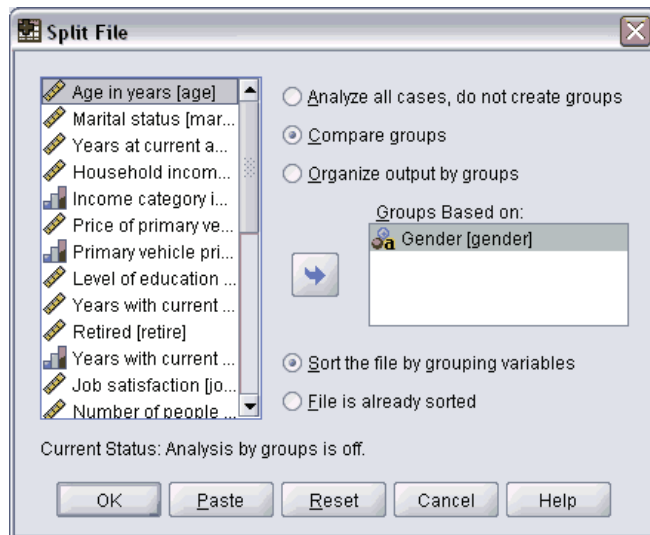 Split File
Age in years [age]
Marital status [mar...
Years at current a...
Household incom...
Income category i...
Price of primary ve...
Primary vehicle pri...
Level of education ...
Years with current ...
Retired [retire]
Years with current ...
Job satisfaction [jo...
Number of people ...
Analyze all cases, do not create groups
Compare groups
Organize output by groups
Groups Based on:
a Gender [gender]
Sort the file by grouping variables
File is already sorted
Current Status: Analysis by groups is off.
OK Paste Reset Cancel Help